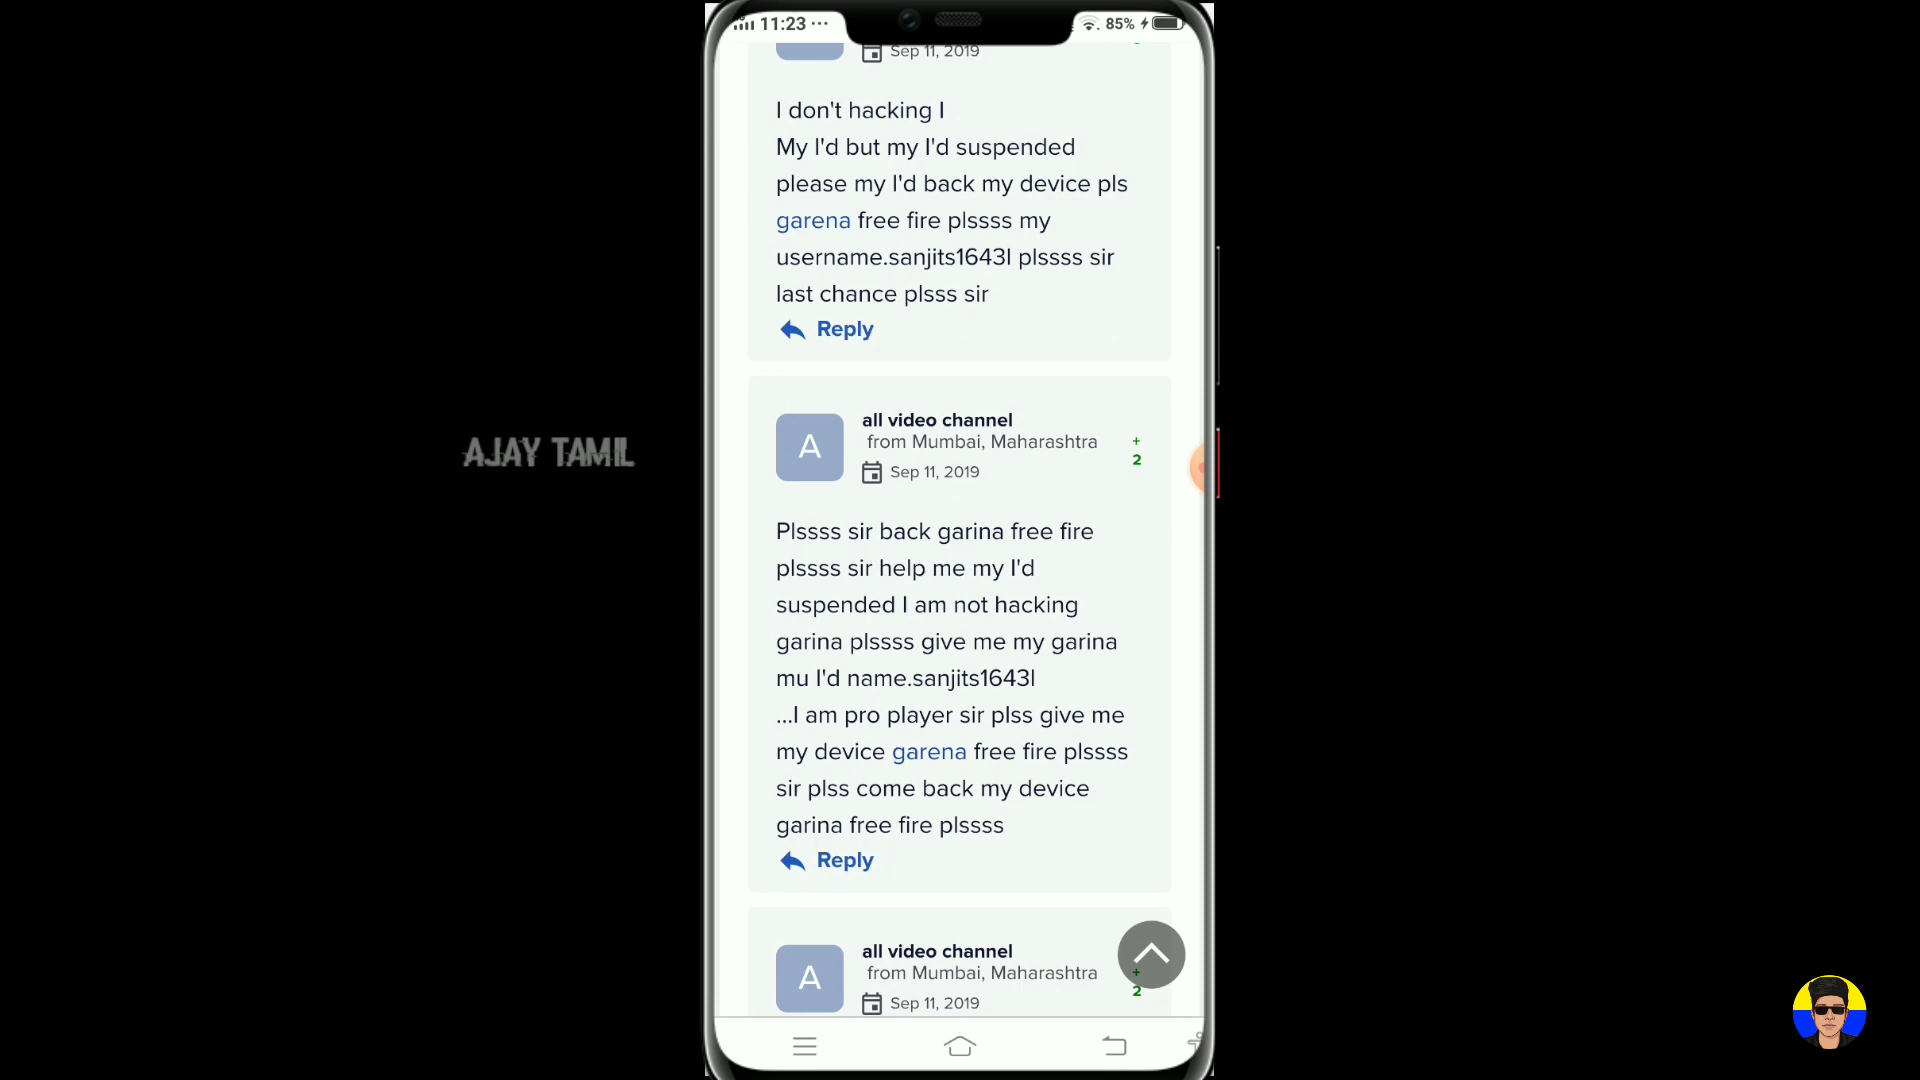 11:23 ...
85%
Sep 11, 2019
I don't hacking I
My I'd but my I'd suspended
please my I'd back my device pls
garena free fire plssss my
username.sanjits1643l plssss sir
last chance plsss sir
Reply
all video channel
from Mumbai, Maharashtra
+
2
Sep 11, 2019
A
AJAY TAMIL
Plssss sir back garina free fire
plssss sir help me my I'd
suspended I am not hacking
garina plssss give me my garina
mu I'd name.sanjits1643l
...I am pro player sir plss give me
my device garena free fire plssss
sir plss come back my device
garina free fire plssss
Reply
all video channel
from Mumbai, Maharashtra
+
2
Sep 11, 2019
A